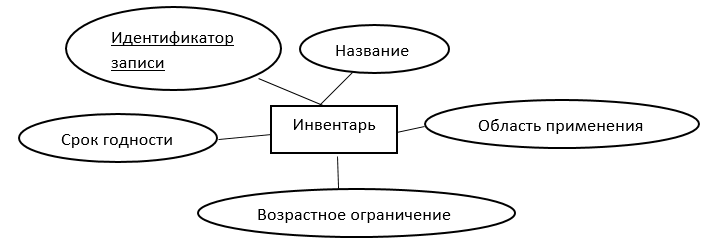 Идентификатор
записи
Название
Инвентарь
Срок годности
Область применения
Возрастное ограничение